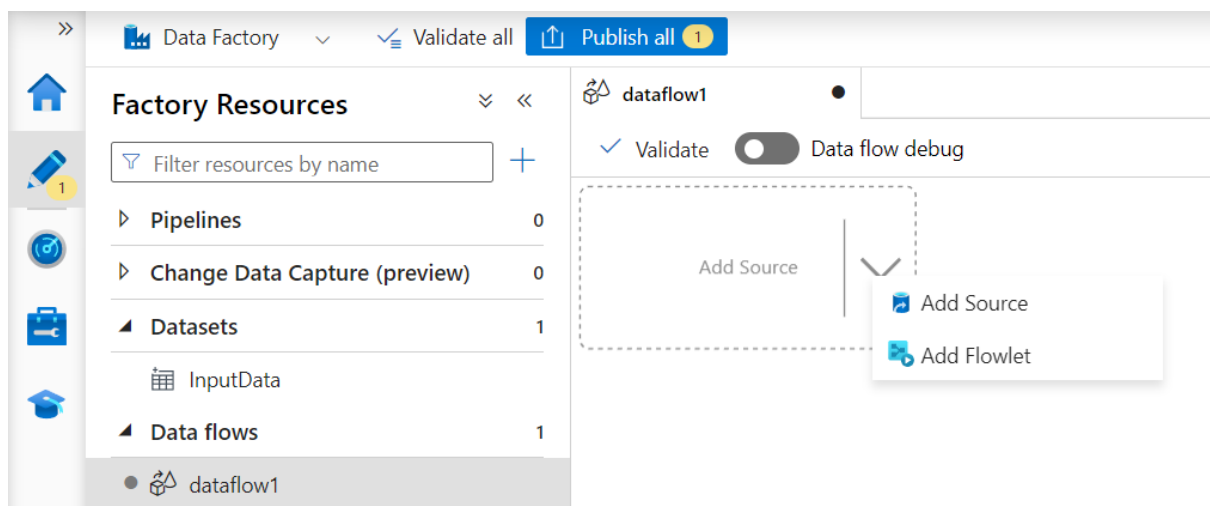 »
Data Factory
Validate all
Publish all 1
Factory Resources
«
dataflow1
1
Filter resources by name
+
Validate
Data flow debug
Pipelines 0
Change Data Capture (preview) 0
Datasets 1
InputData
Data flows 1
dataflow1
Add Source
Add Source
Add Flowlet